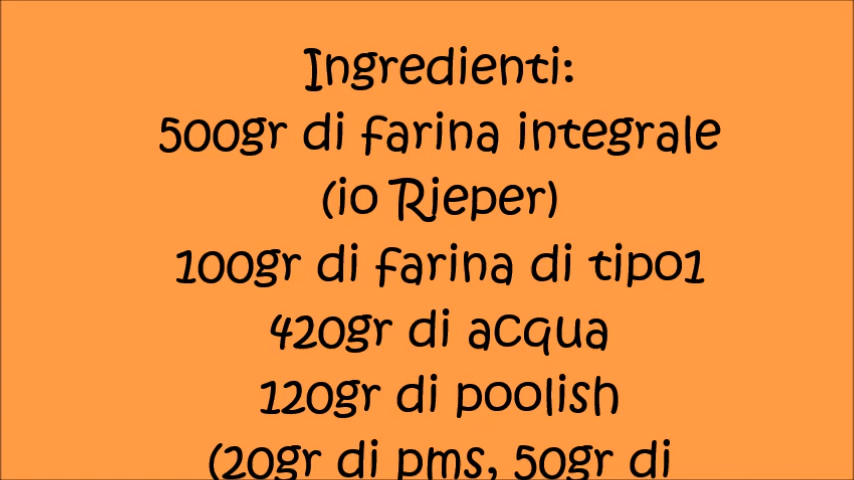 Ingredienti:
500gr di farina integrale
(io Rieper)
100gr di farina di tipo1
420gr di acqua
120gr di poolish
(20gr di pms, 50gr di